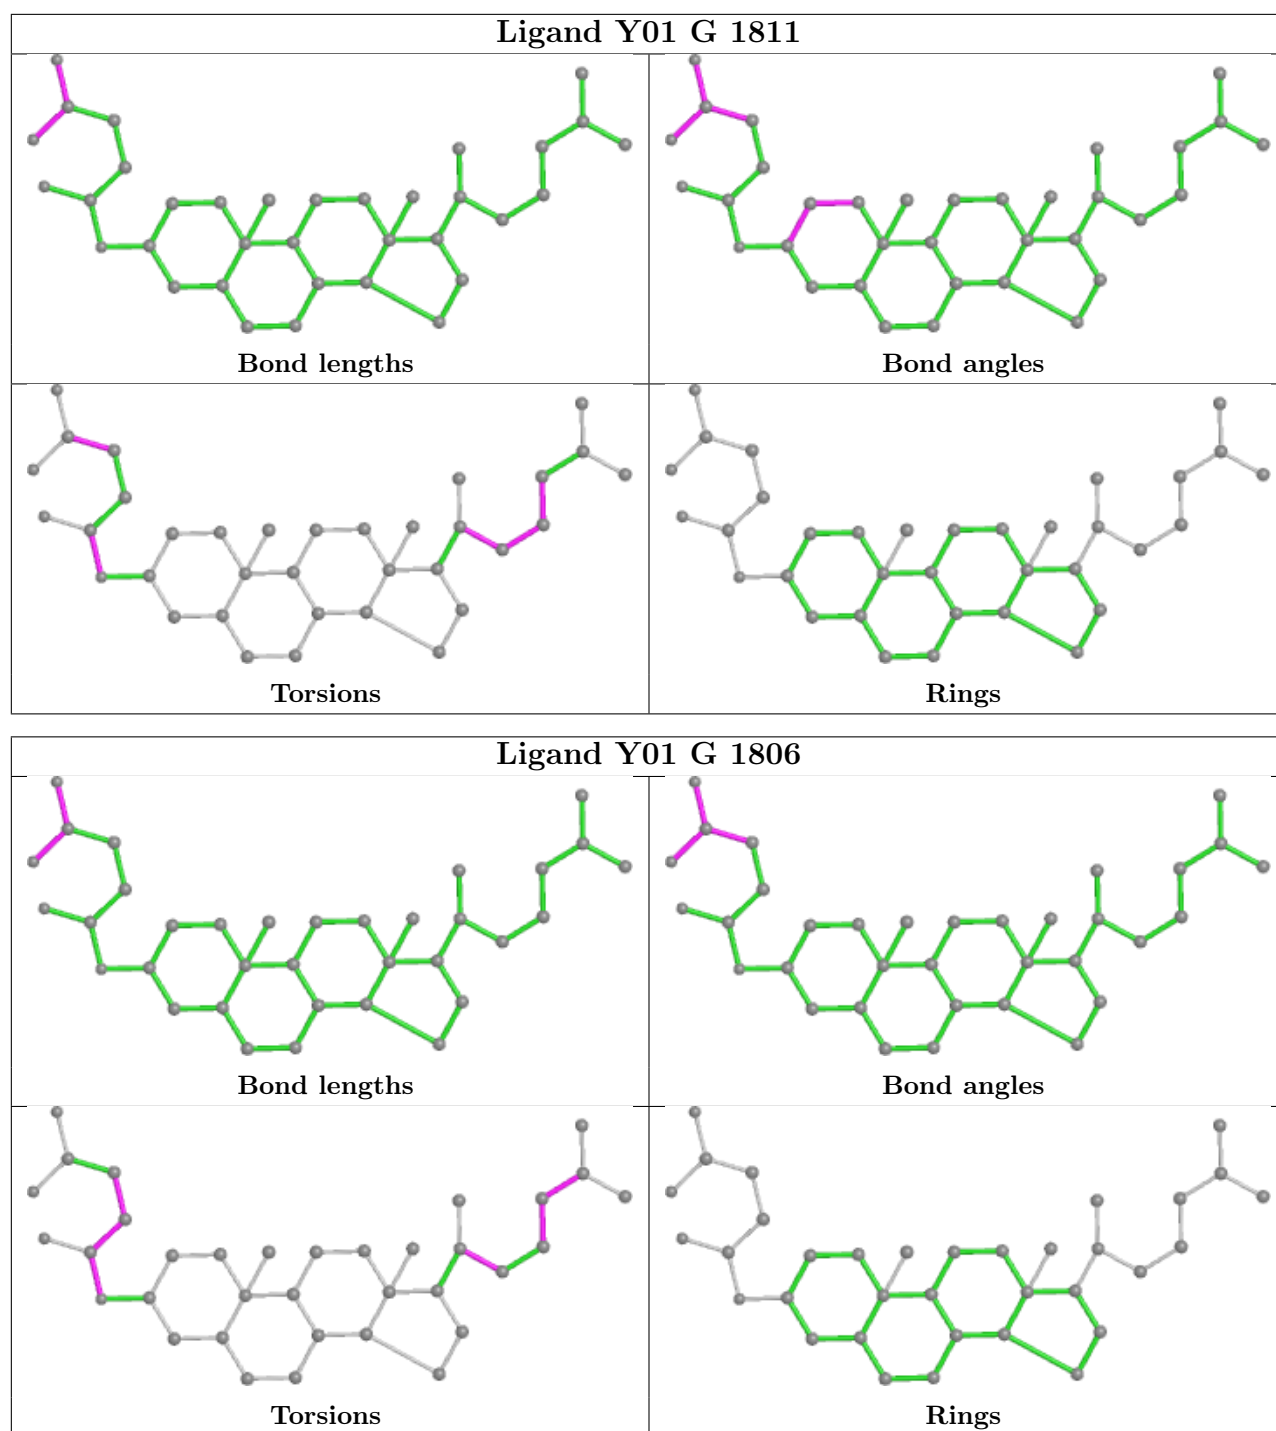 Ligand Y01 G 1811
Bond lengths
Bond angles
Torsions
Rings
Ligand Y01 G 1806
Bond lengths
Bond angles
Torsions
Rings